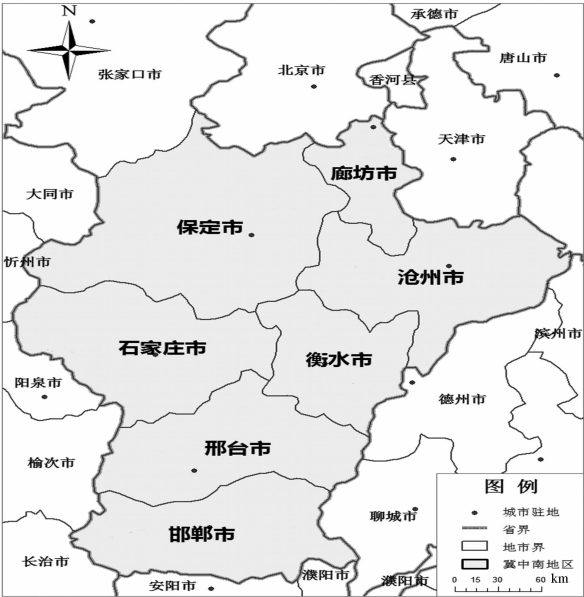 N
承德市
张家口市
北京市
香河县
唐山市
天津市
廊坊市
大同市
保定市
忻州市
沧州市
石家庄市
衡水市
滨州市
阳泉市
德州市
邢台市
榆次市
聊城市
邯郸市
长治市
安阳市
濮阳市
濮阳市
图 例
城市驻地
省界
地市界
冀中南地区
0 15 30 60 km